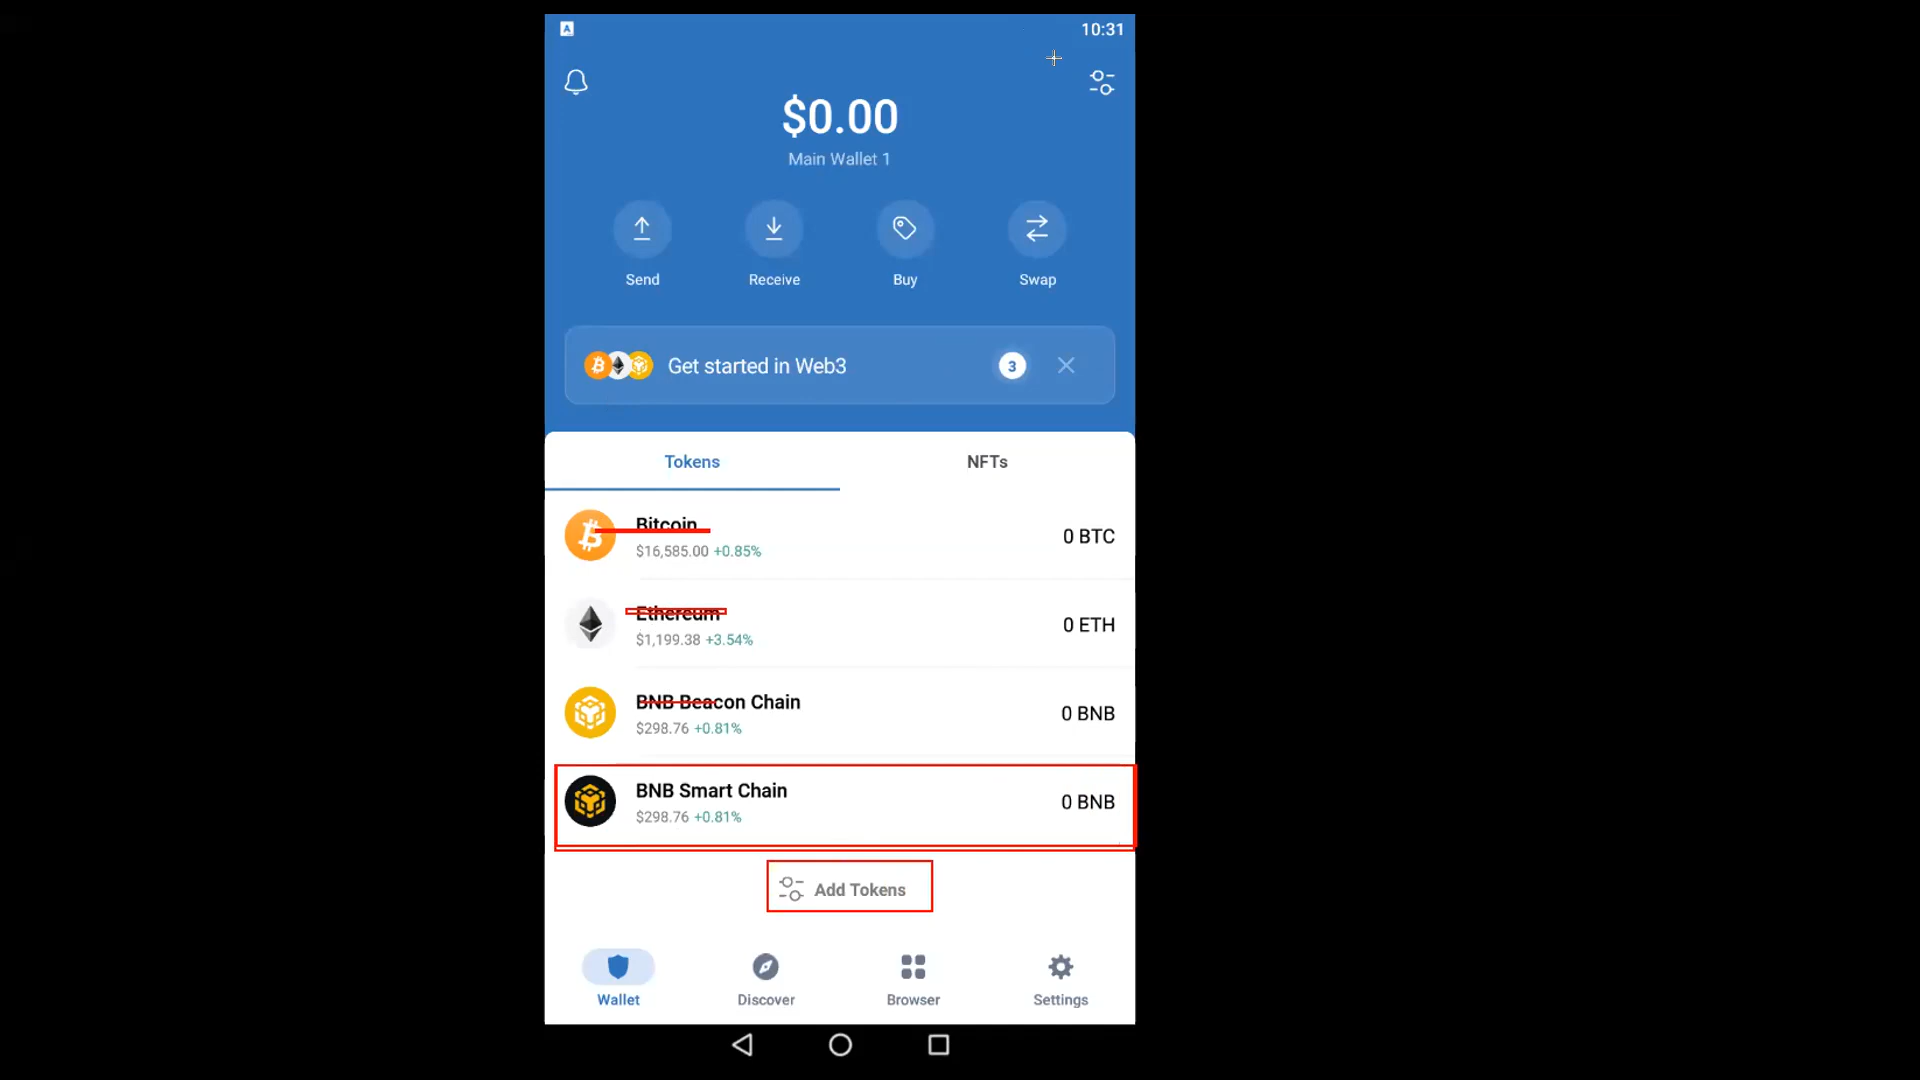 10:31
$0.00
Main Wallet 1
Send Receive Buy Swap
Get started in Web3 3
Tokens NFTs
Bitcoin
0 BTC
$16,585.00 +0.85%
Ethereum
0 ETH
$1,199.38 +3.54%
BNB Beacon Chain
0 BNB
$298.76 +0.81%
BNB Smart Chain
0 BNB
$298.76 +0.81%
Add Tokens
Wallet Discover Browser Settings